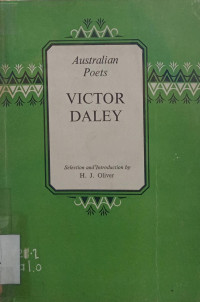 Australian
Poets
VICTOR
DALEY
Selection and Introduction by
H. J. Oliver